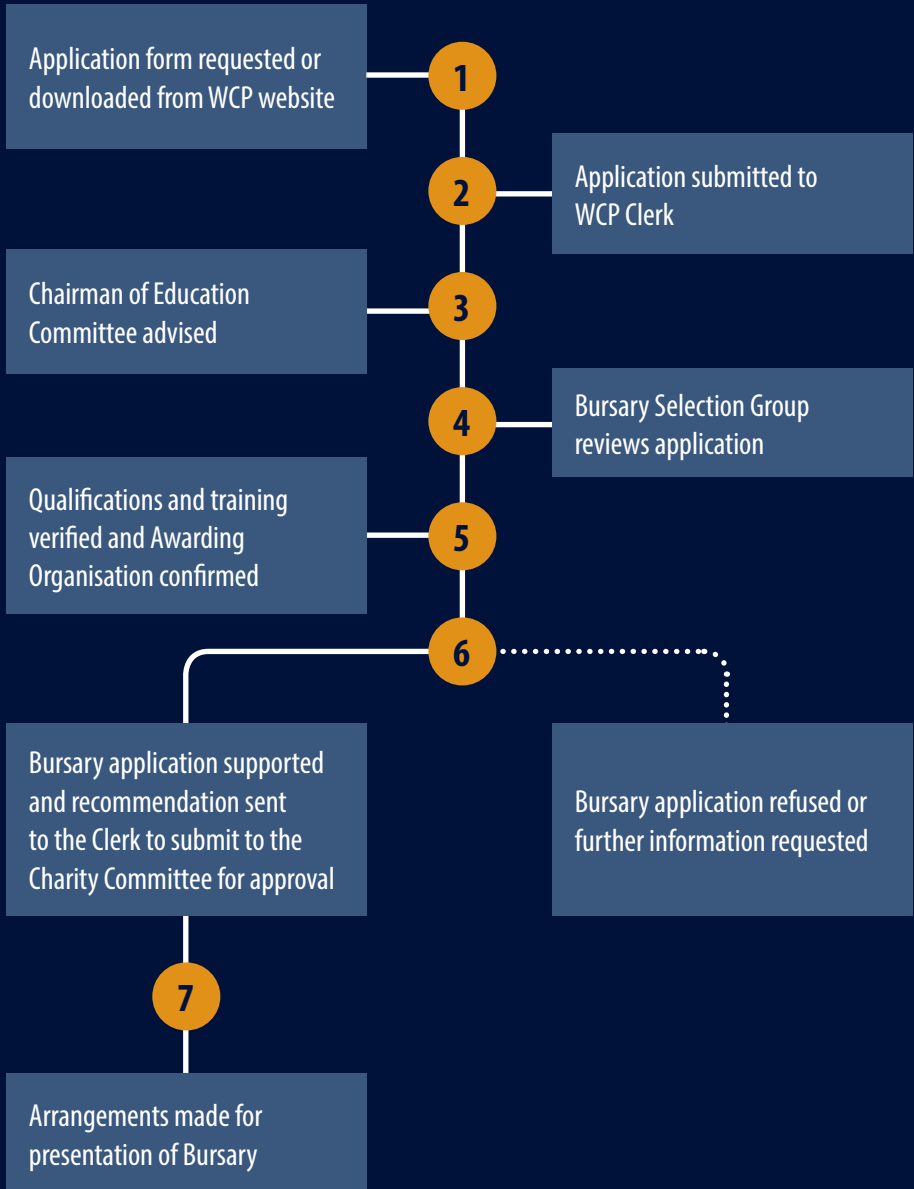 1
Application form requested or
downloaded from WCP website
2
Application submitted to
WCP Clerk
3
Chairman of Education
Committee advised
4
Bursary Selection Group
reviews application
5
Qualifications and training
verified and Awarding
Organisation confirmed
6
Bursary application supported
and recommendation sent
to the Clerk to submit to the
Charity Committee for approval
Bursary application refused or
further information requested
7
Arrangements made for
presentation of Bursary